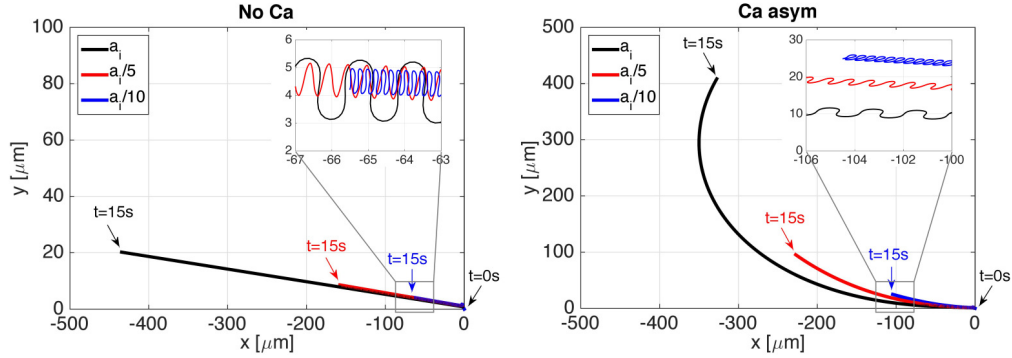 No Ca
100
80
60
40
20
0
y [μm]
-500
-400
-300
-200
-100
0
x [μm]
a_i
a_i/5
a_i/10
6
5
4
3
2
-67
-66
-65
-64
-63
t=15s
t=15s
t=15s
t=0s
Ca asym
500
400
300
200
100
0
y [μm]
-500
-400
-300
-200
-100
0
x [μm]
a_i
a_i/5
a_i/10
30
20
10
0
-106
-104
-102
-100
t=15s
t=15s
t=15s
t=0s